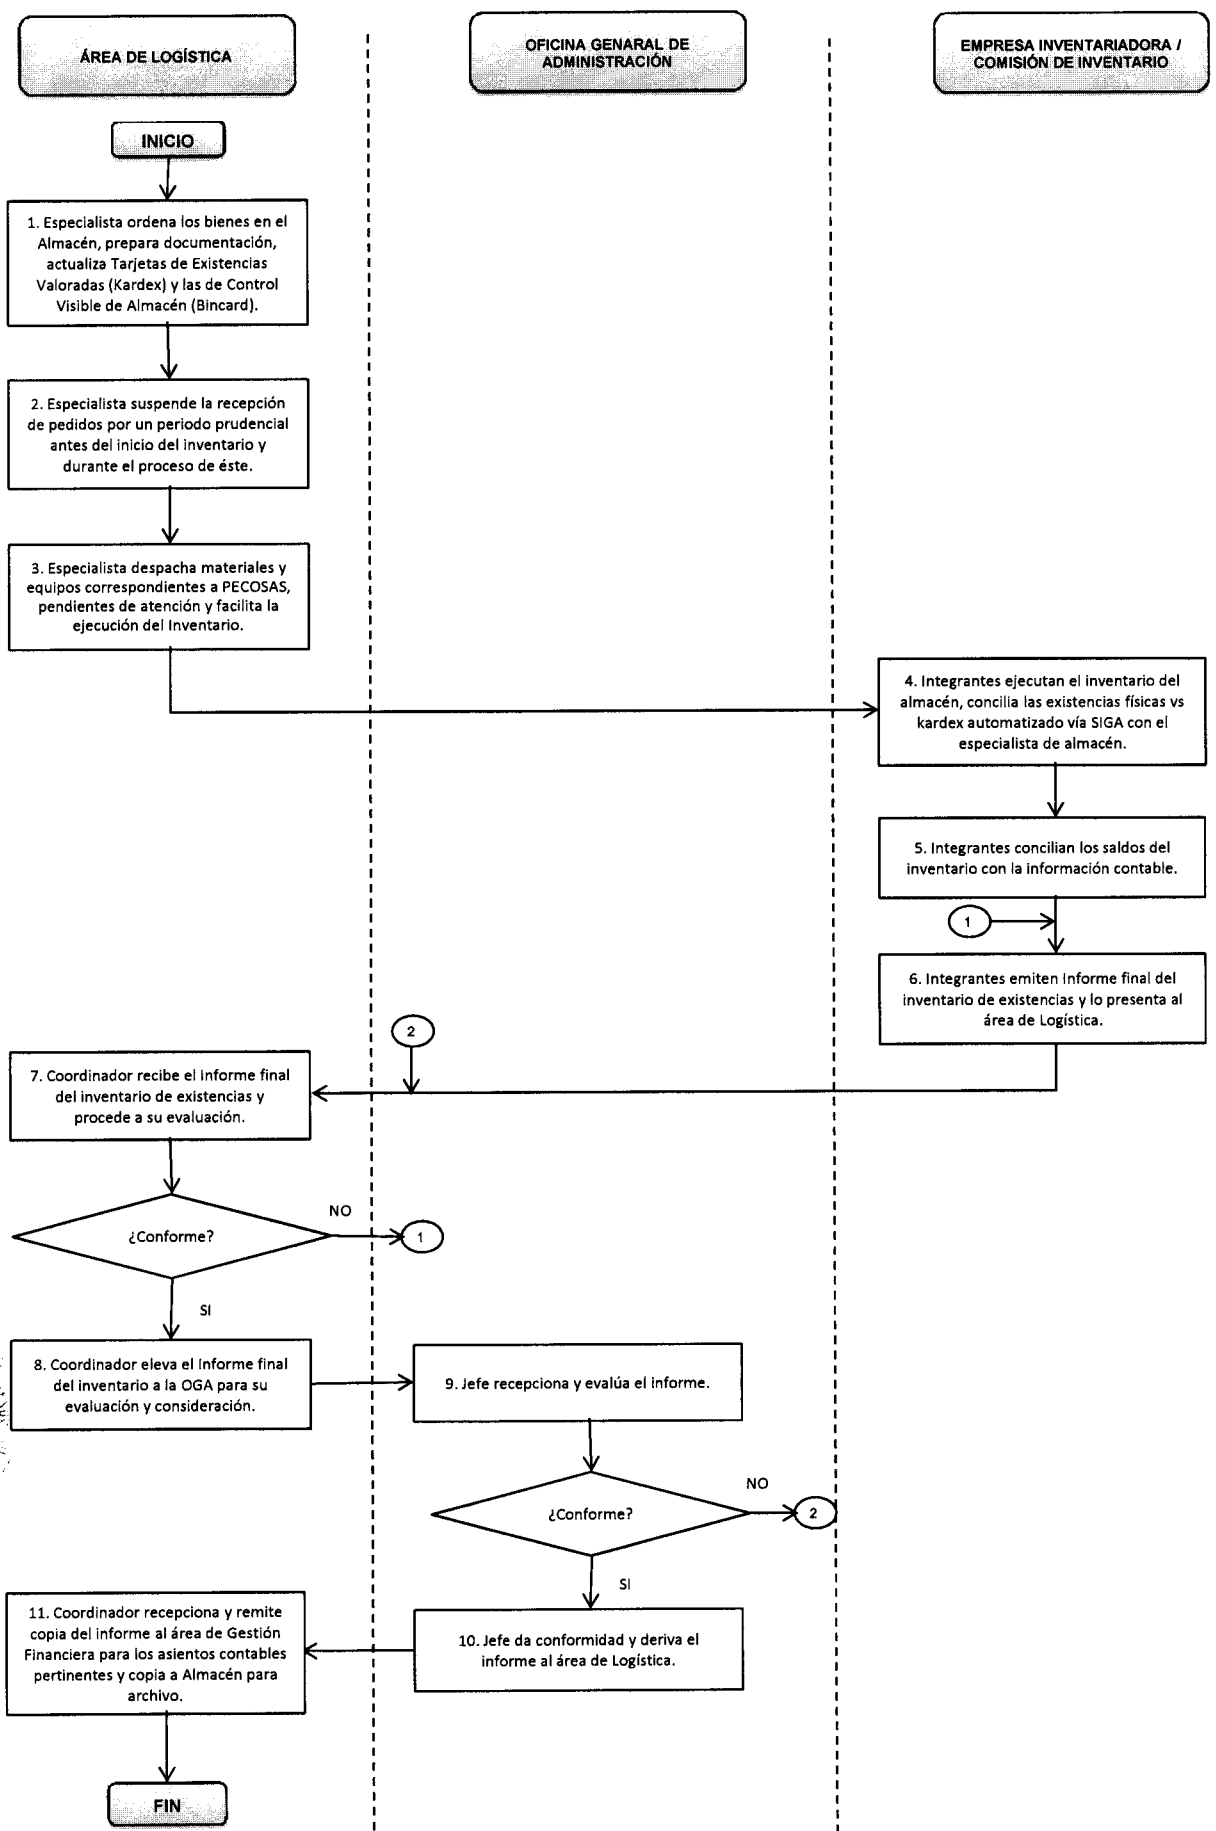 ÁREA DE LOGÍSTICA
OFICINA GENARAL DE
ADMINISTRACIÓN
EMPRESA INVENTARIADORA /
COMISIÓN DE INVENTARIO
INICIO
1. Especialista ordena los bienes en el
Almacén, prepara documentación,
actualiza Tarjetas de Existencias
Valoradas (Kardex) y las de Control
Visible de Almacén (Bincard).
2. Especialista suspende la recepción
de pedidos por un periodo prudencial
antes del inicio del inventario y
durante el proceso de éste.
3. Especialista despacha materiales y
equipos correspondientes a PECOSAS,
pendientes de atención y facilita la
ejecución del Inventario.
4. Integrantes ejecutan el inventario del
almacén, concilia las existencias físicas vs
kardex automatizado vía SIGA con el
especialista de almacén.
5. Integrantes concilian los saldos del
inventario con la información contable.
1
6. Integrantes emiten Informe final del
inventario de existencias y lo presenta al
área de Logística.
2
7. Coordinador recibe el Informe final
del inventario de existencias y
procede a su evaluación.
¿Conforme?
NO
1
SI
8. Coordinador eleva el Informe final
del inventario a la OGA para su
evaluación y consideración.
9. Jefe recepciona y evalúa el informe.
¿Conforme?
NO
2
SI
10. Jefe da conformidad y deriva el
informe al área de Logística.
11. Coordinador recepciona y remite
copia del informe al área de Gestión
Financiera para los asientos contables
pertinentes y copia a Almacén para
archivo.
FIN